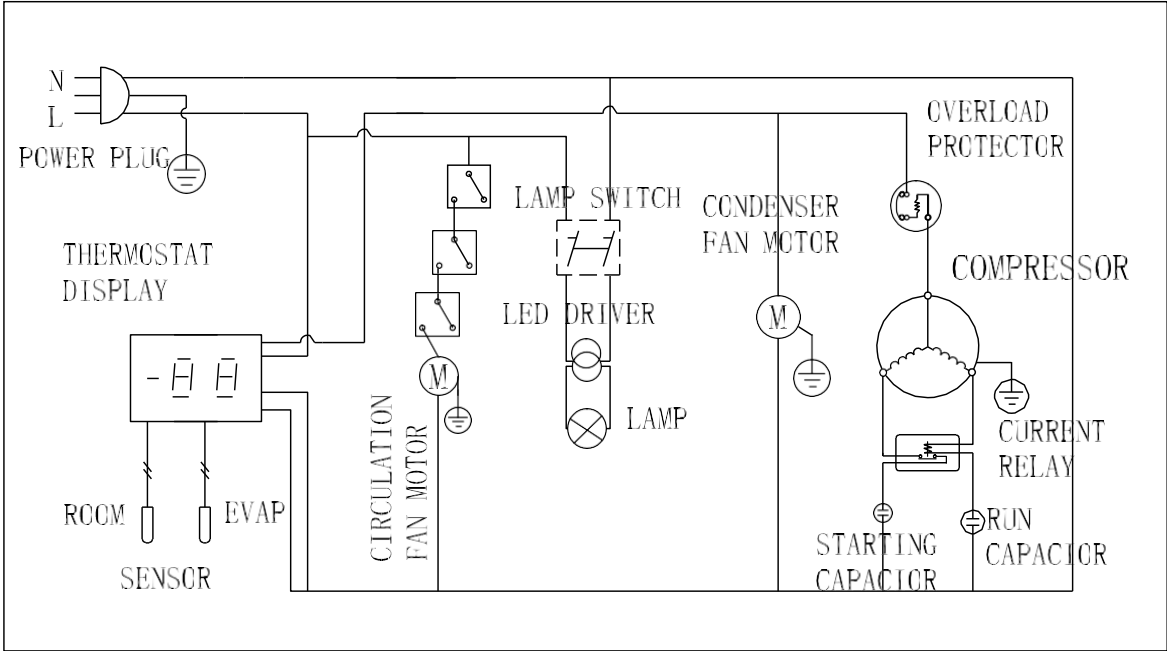 N
L
POWER PLUG
OVERLOAD
PROTECTOR
LAMP SWITCH
CONDENSER
FAN MOTOR
THERMOSTAT
DISPLAY
COMPRESSOR
LED DRIVER
M
M
LAMP
CIRCULATION
FAN MOTOR
CURRENT
RELAY
ROOM
EVAP
SENSOR
STARTING
CAPACIOR
RUN
CAPACIOR